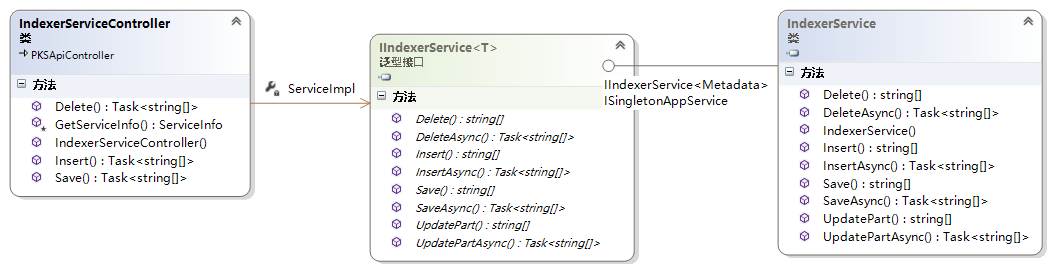 IndexerServiceController
类
PKSApiController
方法
Delete() : Task<string[]>
GetServiceInfo() : ServiceInfo
IndexerServiceController()
Insert() : Task<string[]>
Save() : Task<string[]>
ServiceImpl
IIndexerService<T>
泛型接口
方法
Delete() : string[]
DeleteAsync() : Task<string[]>
Insert() : string[]
InsertAsync() : Task<string[]>
Save() : string[]
SaveAsync() : Task<string[]>
UpdatePart() : string[]
UpdatePartAsync() : Task<string[]>
IIndexerService<Metadata>
ISingletonAppService
IndexerService
类
方法
Delete() : string[]
DeleteAsync() : Task<string[]>
IndexerService()
Insert() : string[]
InsertAsync() : Task<string[]>
Save() : string[]
SaveAsync() : Task<string[]>
UpdatePart() : string[]
UpdatePartAsync() : Task<string[]>